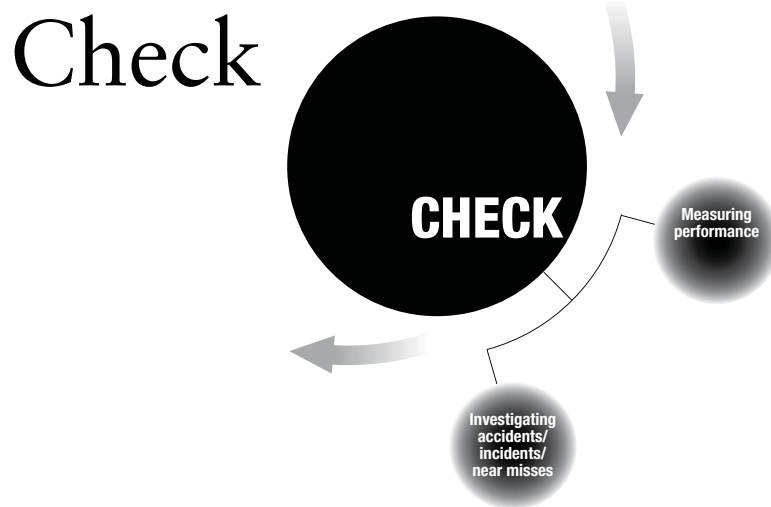 Check
CHECK
Measuring
performance
Investigating
accidents/
incidents/
near misses